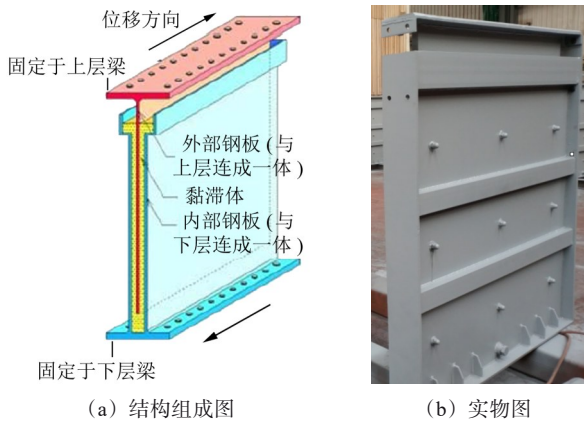 位移方向
固定于上层梁
外部钢板(与
上层连成一体)
黏滞体
内部钢板(与
下层连成一体)
固定于下层梁
(a)结构组成图
(b)实物图